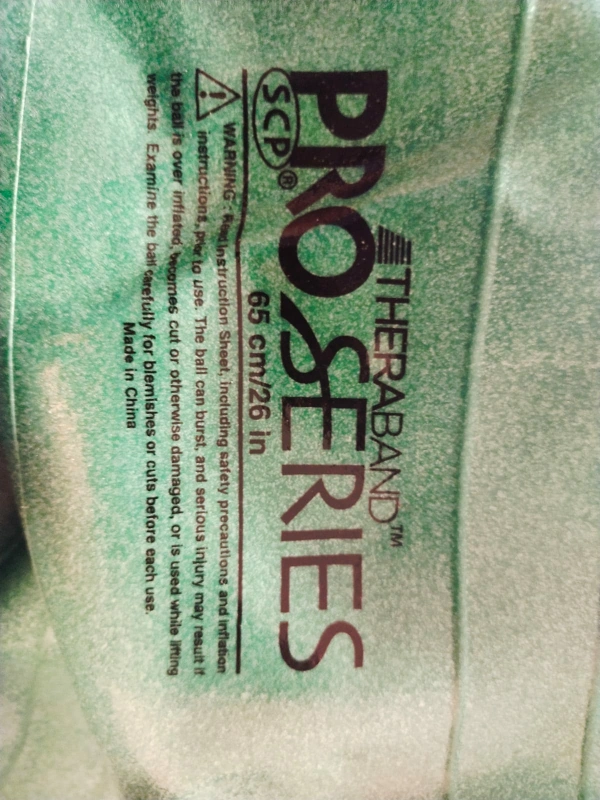 THERABAND™
PRO SERIES
SCP®
65 cm/26 in
WARNING: Instruction Sheet, including safety precautions and inflation
instructions, prior to use. The ball can burst, and serious injury may result if
the ball is over inflated, becomes cut or otherwise damaged, or is used while lifting
weights. Examine the ball carefully for blemishes or cuts before each use.
Made in China